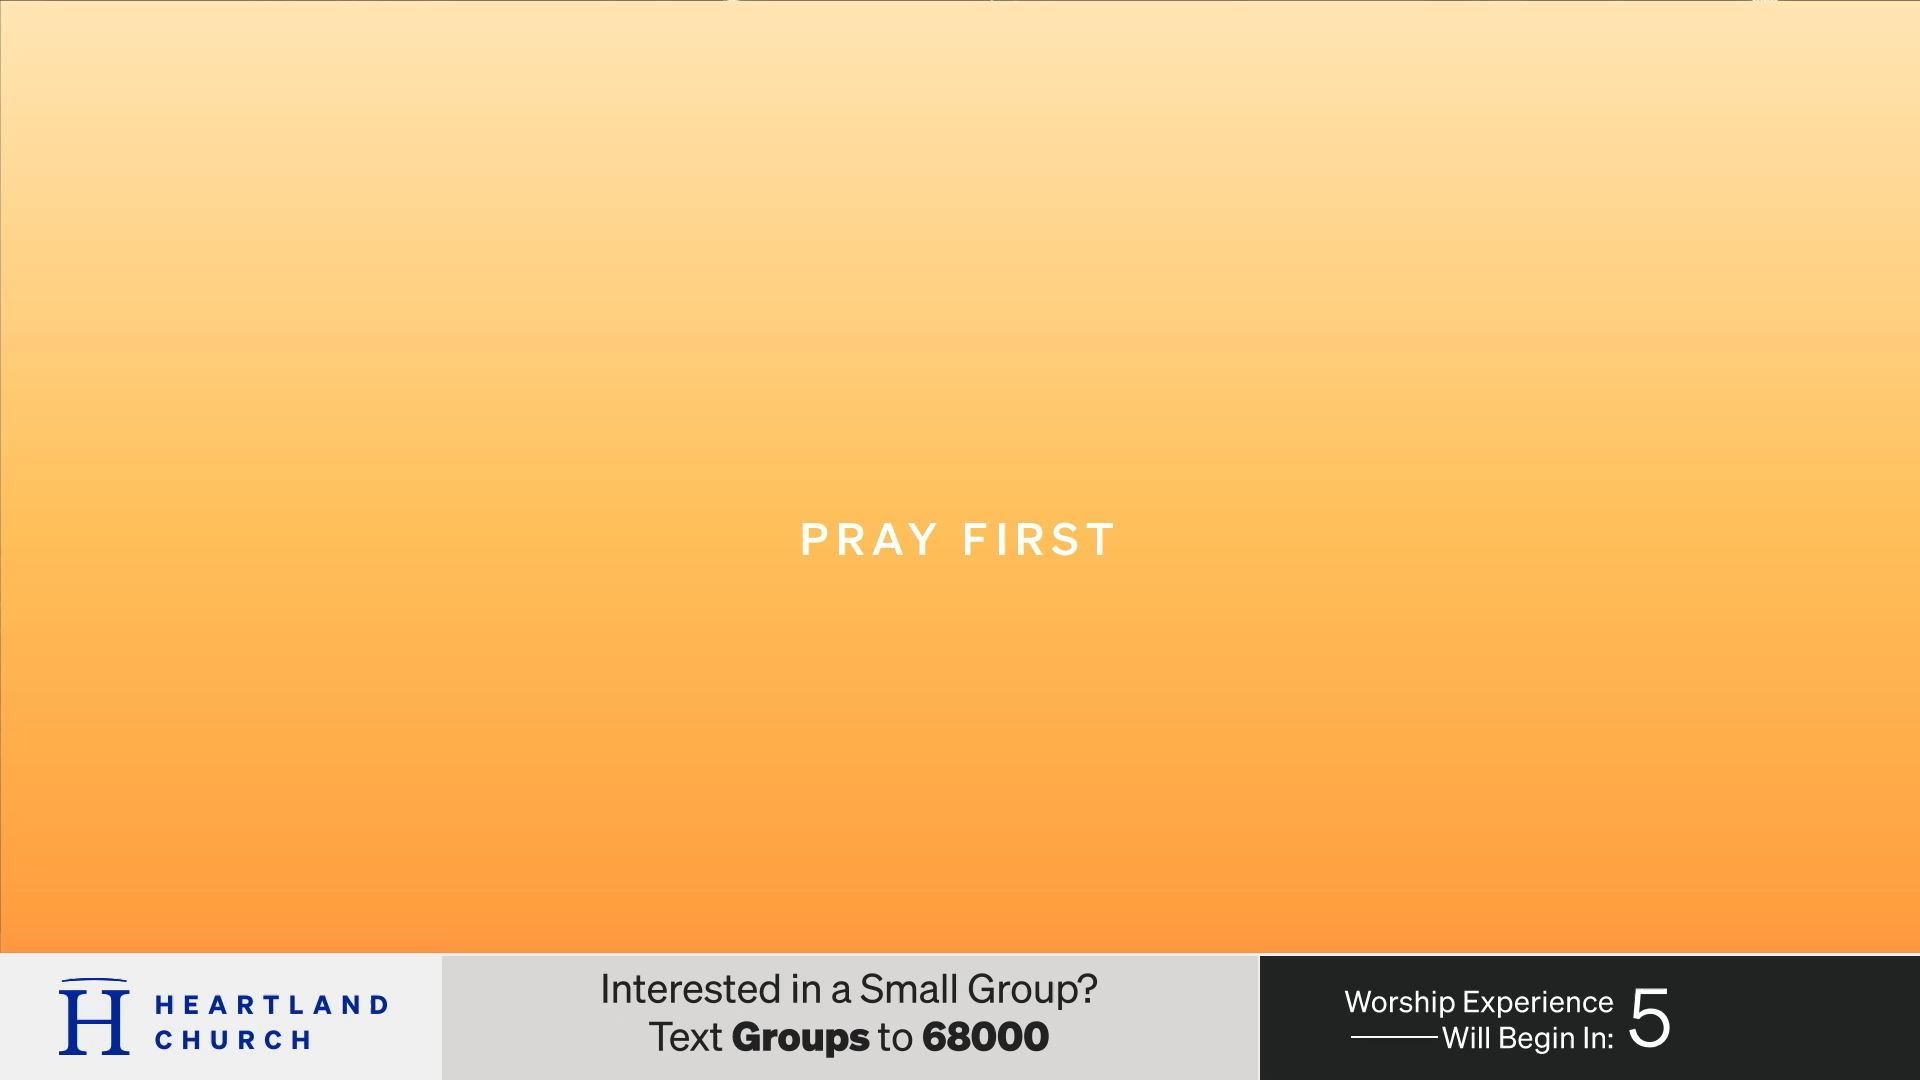 PRAY FIRST
HEARTLAND
CHURCH
Interested in a Small Group?
Text Groups to 68000
Worship Experience
Will Begin In:
5